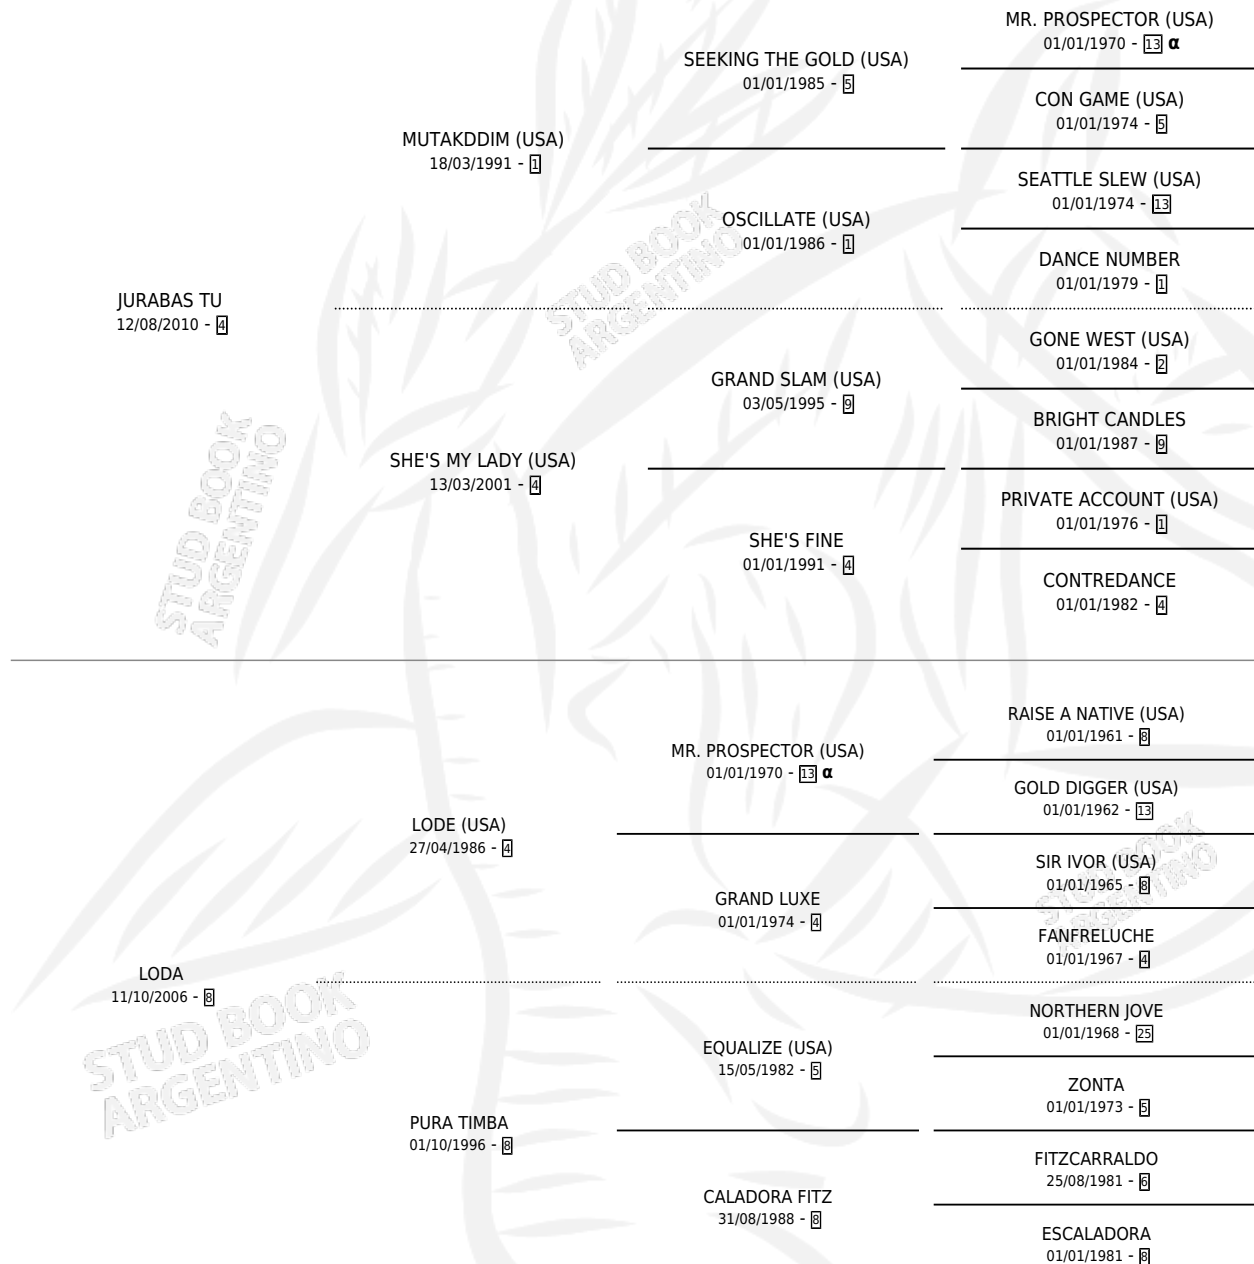 MR. PROSPECTOR (USA)
01/01/1970 - 13 α
SEEKING THE GOLD (USA)
01/01/1985 - 5
CON GAME (USA)
01/01/1974 - 5
MUTAKDDIM (USA)
18/03/1991 - 1
SEATTLE SLEW (USA)
01/01/1974 - 13
OSCILLATE (USA)
01/01/1986 - 1
DANCE NUMBER
01/01/1979 - 1
JURABAS TU
12/08/2010 - 4
GONE WEST (USA)
01/01/1984 - 2
GRAND SLAM (USA)
03/05/1995 - 9
BRIGHT CANDLES
01/01/1987 - 9
SHE'S MY LADY (USA)
13/03/2001 - 4
PRIVATE ACCOUNT (USA)
01/01/1976 - 1
SHE'S FINE
01/01/1991 - 4
CONTREDANCE
01/01/1982 - 4
RAISE A NATIVE (USA)
01/01/1961 - 8
MR. PROSPECTOR (USA)
01/01/1970 - 13 α
GOLD DIGGER (USA)
01/01/1962 - 13
LODE (USA)
27/04/1986 - 4
SIR IVOR (USA)
01/01/1965 - 8
GRAND LUXE
01/01/1974 - 4
FANFRELUCHE
01/01/1967 - 4
LODA
11/10/2006 - 8
NORTHERN JOVE
01/01/1968 - 25
EQUALIZE (USA)
15/05/1982 - 5
ZONTA
01/01/1973 - 5
PURA TIMBA
01/10/1996 - 8
FITZCARRALDO
25/08/1981 - 6
CALADORA FITZ
31/08/1988 - 8
ESCALADORA
01/01/1981 - 8
STUD BOOK
ARGENTINO
STUD BOOK
ARGENTINO
STUD BOOK
ARGENTINO
STUD BOOK
ARGENTINO